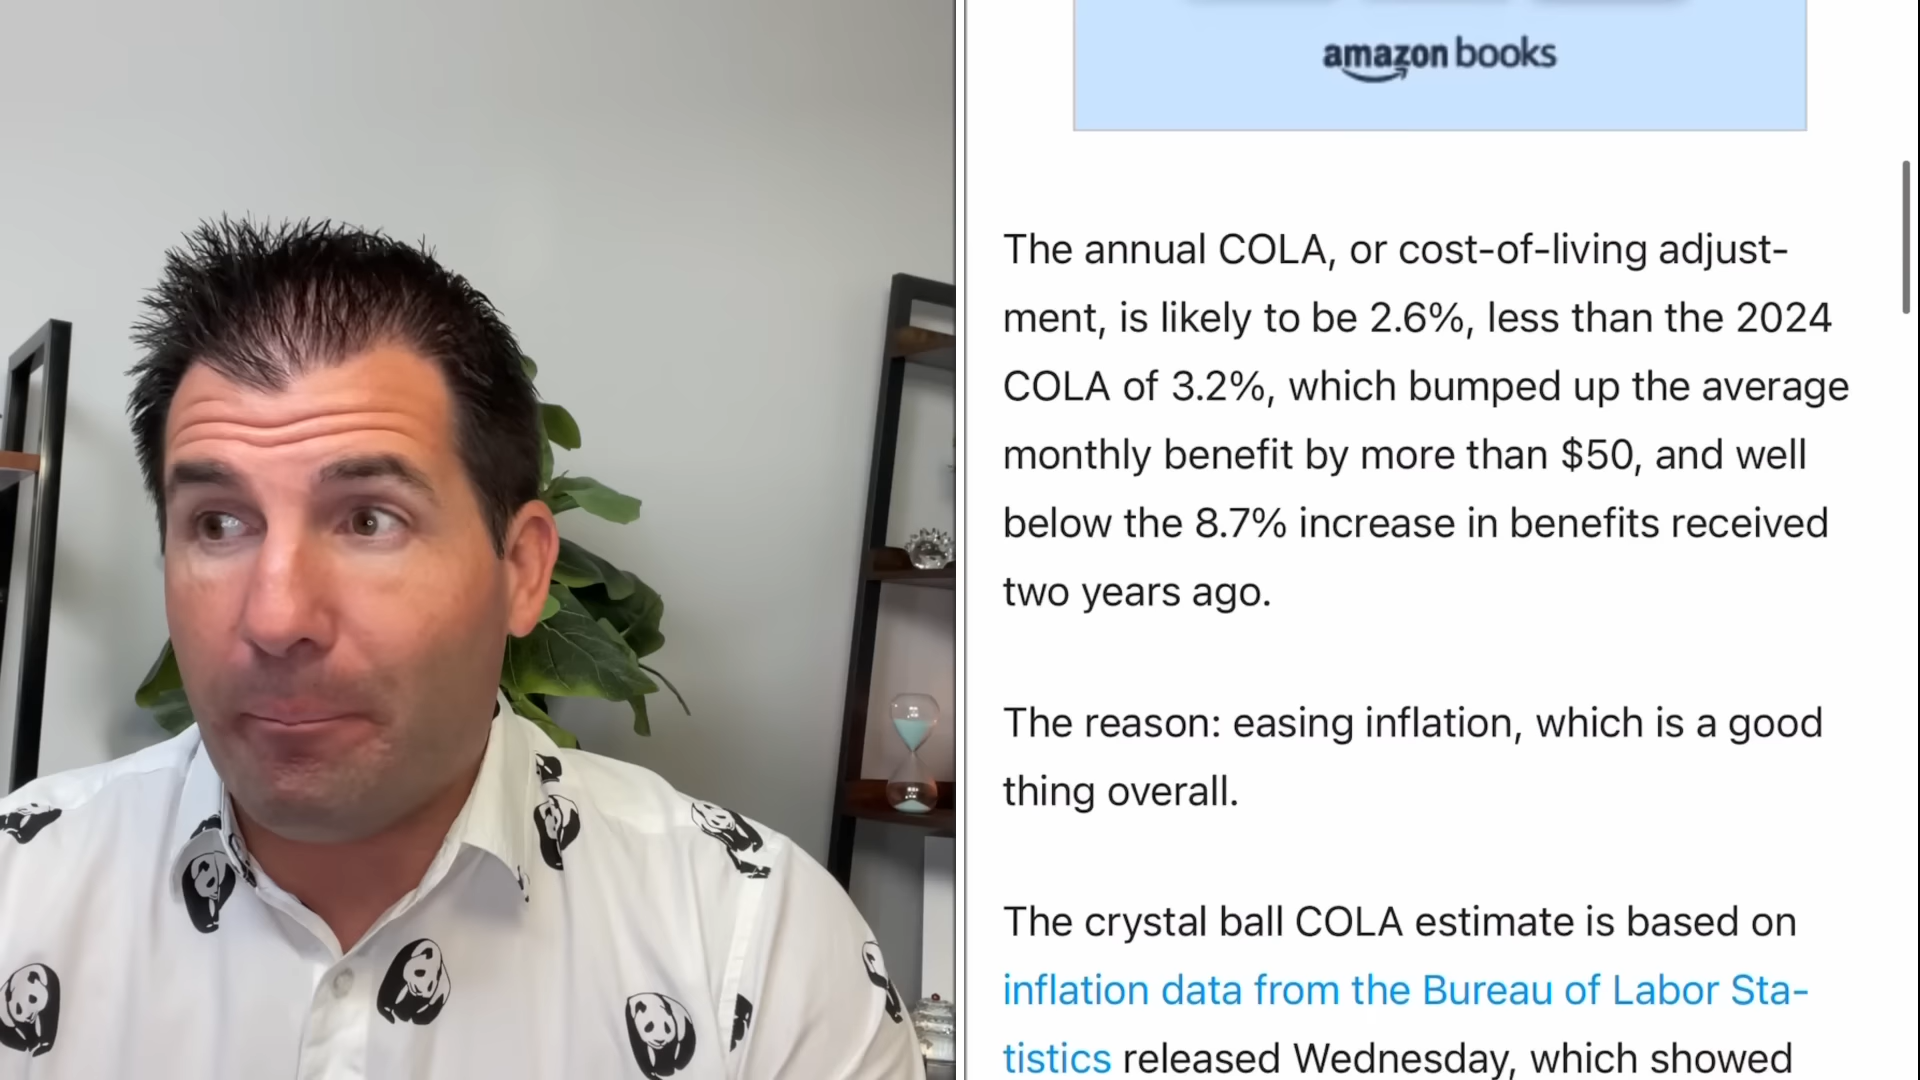 amazon books
The annual COLA, or cost-of-living adjust-
ment, is likely to be 2.6%, less than the 2024
COLA of 3.2%, which bumped up the average
monthly benefit by more than $50, and well
below the 8.7% increase in benefits received
two years ago.
The reason: easing inflation, which is a good
thing overall.
The crystal ball COLA estimate is based on
inflation data from the Bureau of Labor Sta-
tistics released Wednesday, which showed